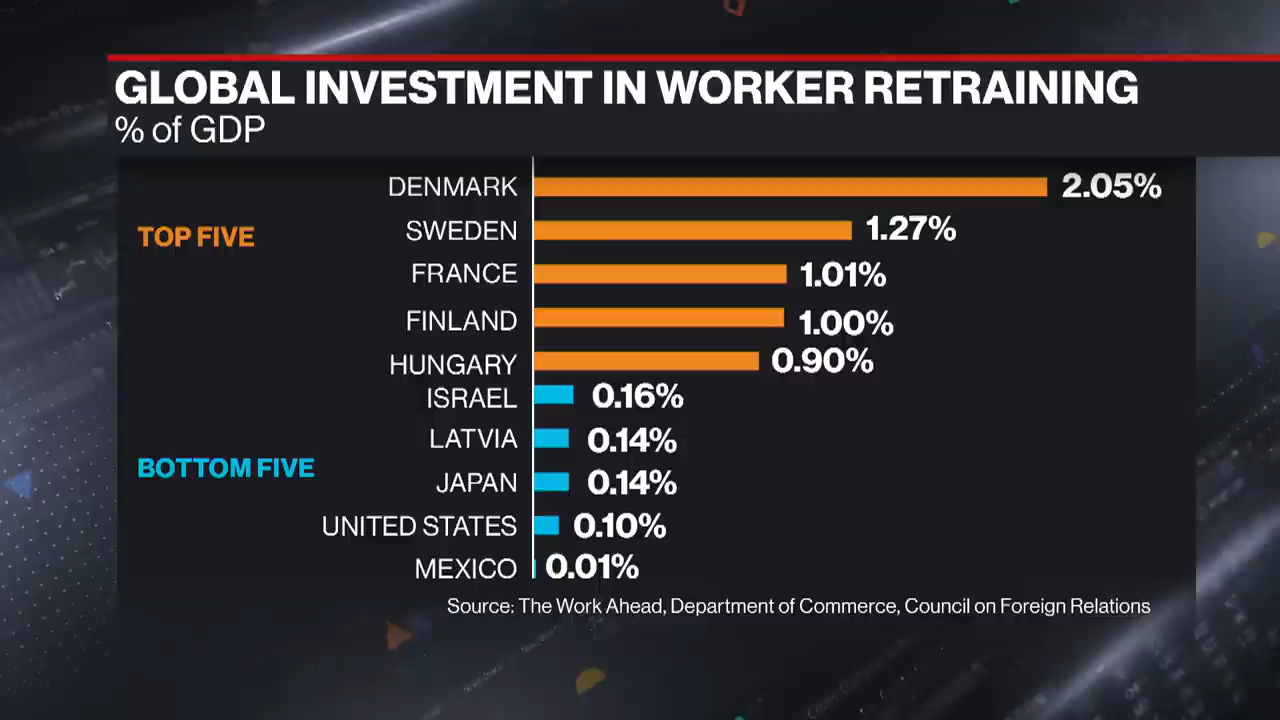 GLOBAL INVESTMENT IN WORKER RETRAINING
% of GDP
TOP FIVE
DENMARK 2.05%
SWEDEN 1.27%
FRANCE 1.01%
FINLAND 1.00%
HUNGARY 0.90%
BOTTOM FIVE
ISRAEL 0.16%
LATVIA 0.14%
JAPAN 0.14%
UNITED STATES 0.10%
MEXICO 0.01%
Source: The Work Ahead, Department of Commerce, Council on Foreign Relations